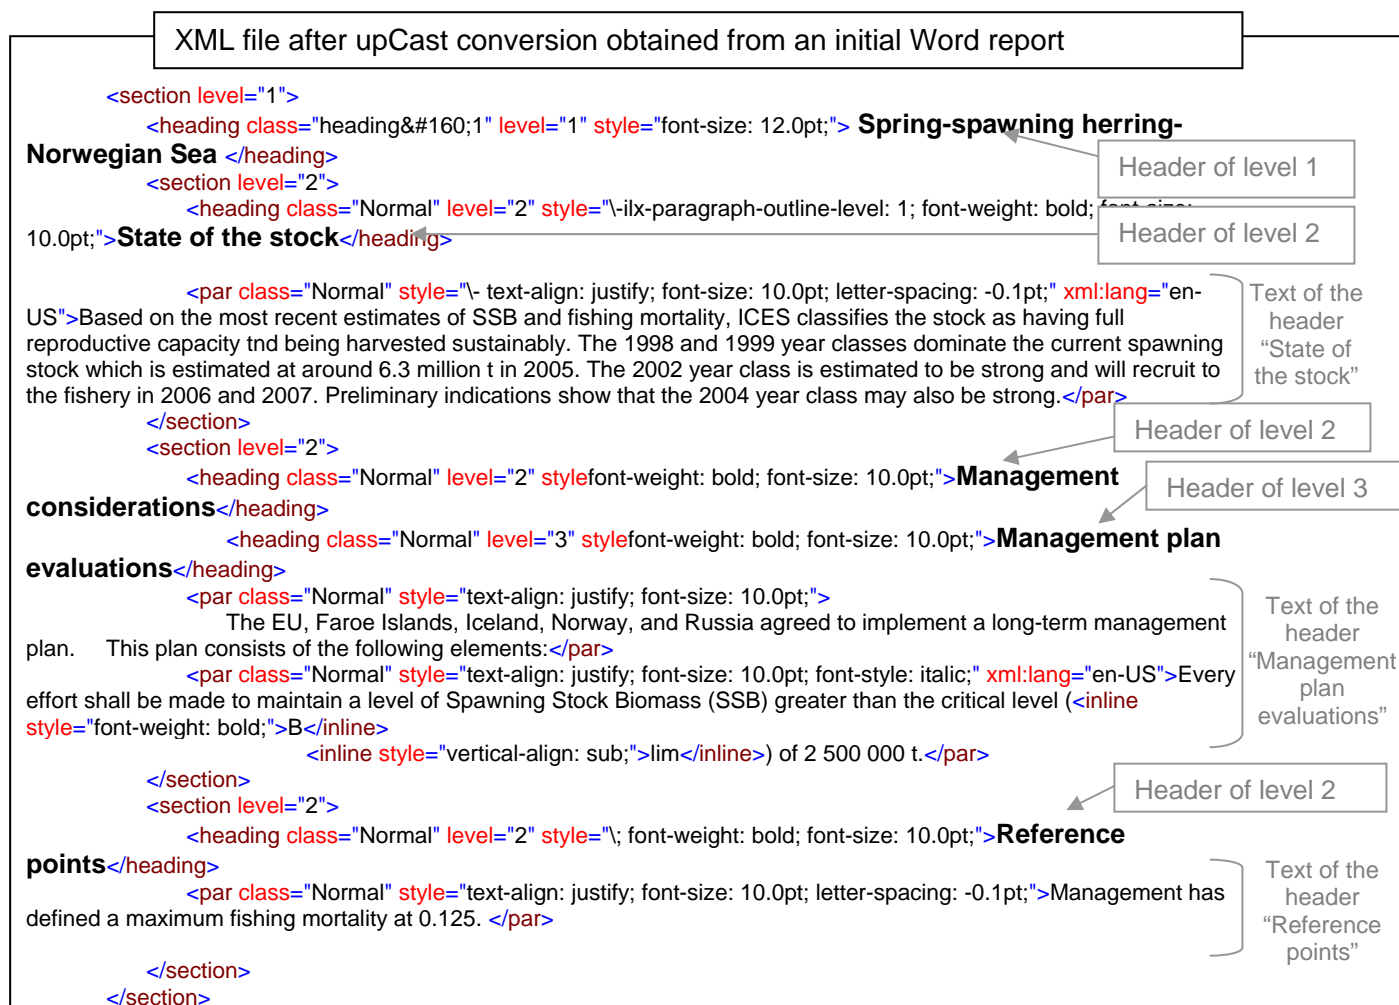 XML file after upCast conversion obtained from an initial Word report
<section level="1">
<heading class="heading&#160;1" level="1" style="font-size: 12.0pt;"> Spring-spawning herring-
Norwegian Sea </heading>
Header of level 1
<section level="2">
<heading class="Normal" level="2" style="\-ilx-paragraph-outline-level: 1; font-weight: bold; font-size:
10.0pt;">State of the stock</heading>
Header of level 2
<par class="Normal" style="\- text-align: justify; font-size: 10.0pt; letter-spacing: -0.1pt;" xml:lang="en-
US">Based on the most recent estimates of SSB and fishing mortality, ICES classifies the stock as having full
reproductive capacity tnd being harvested sustainably. The 1998 and 1999 year classes dominate the current spawning
stock which is estimated at around 6.3 million t in 2005. The 2002 year class is estimated to be strong and will recruit to
the fishery in 2006 and 2007. Preliminary indications show that the 2004 year class may also be strong.</par>
Text of the
header
“State of
the stock”
</section>
<section level="2">
Header of level 2
<heading class="Normal" level="2" stylefont-weight: bold; font-size: 10.0pt;">Management
considerations</heading>
Header of level 3
<heading class="Normal" level="3" stylefont-weight: bold; font-size: 10.0pt;">Management plan
evaluations</heading>
<par class="Normal" style="text-align: justify; font-size: 10.0pt;">
The EU, Faroe Islands, Iceland, Norway, and Russia agreed to implement a long-term management
plan. This plan consists of the following elements:</par>
<par class="Normal" style="text-align: justify; font-size: 10.0pt; font-style: italic;" xml:lang="en-US">Every
effort shall be made to maintain a level of Spawning Stock Biomass (SSB) greater than the critical level (<inline
style="font-weight: bold;">B</inline>
<inline style="vertical-align: sub;">lim</inline>) of 2 500 000 t.</par>
Text of the
header
“Management
plan
evaluations”
</section>
<section level="2">
Header of level 2
<heading class="Normal" level="2" style="\; font-weight: bold; font-size: 10.0pt;">Reference
points</heading>
<par class="Normal" style="text-align: justify; font-size: 10.0pt; letter-spacing: -0.1pt;">Management has
defined a maximum fishing mortality at 0.125. </par>
Text of the
header
“Reference
points”
</section>
</section>